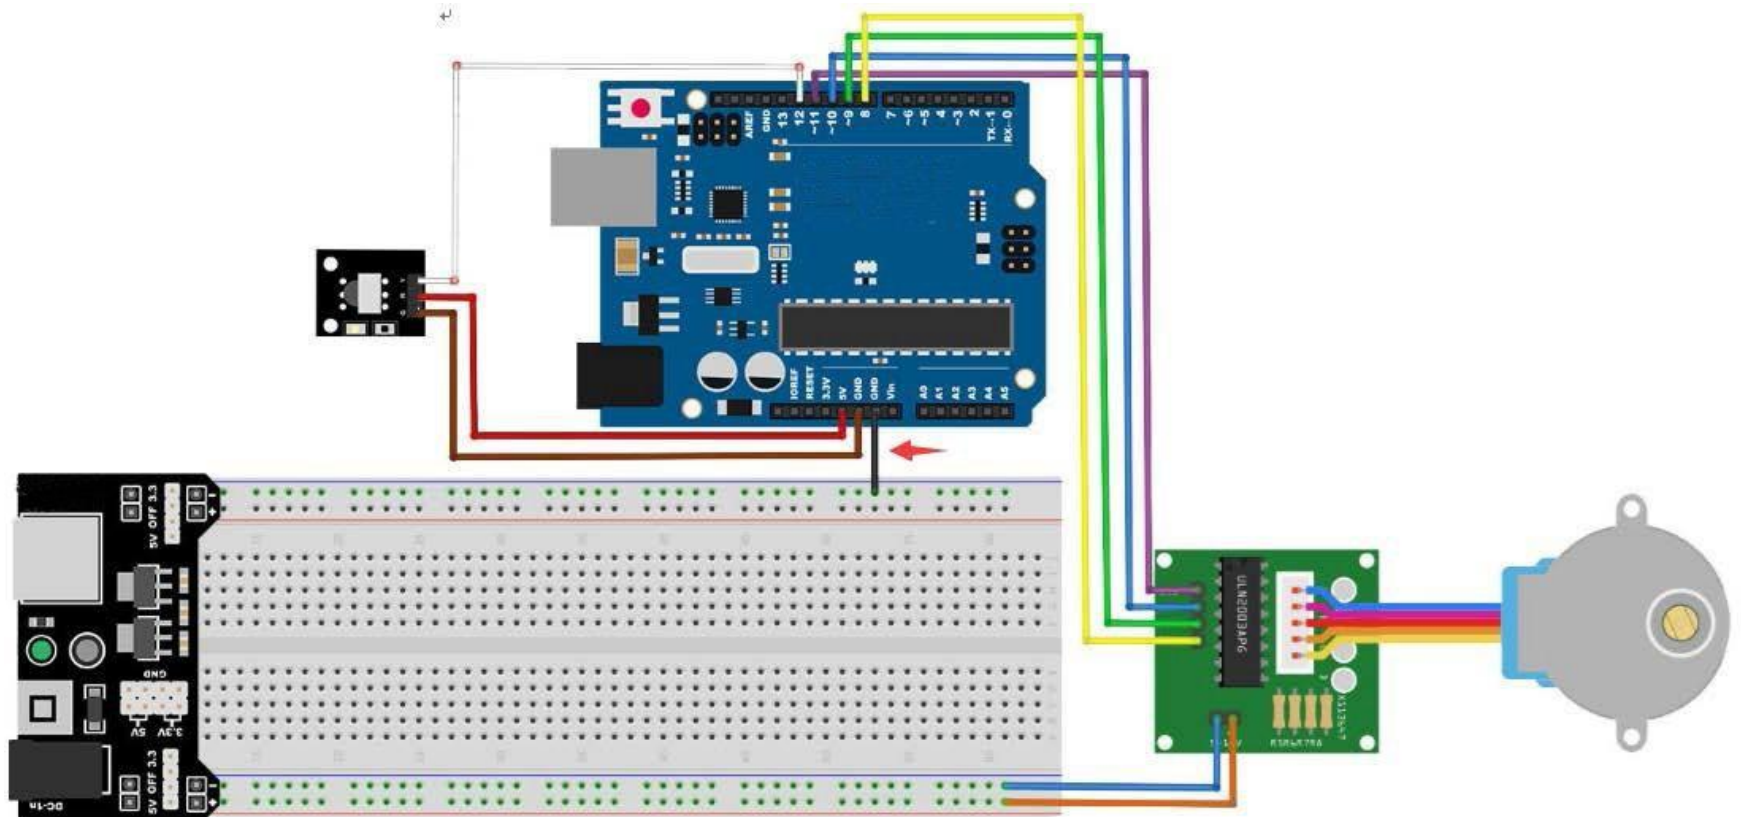 AREF
GND
13
12
~11
~10
~9
8
7
~6
~5
4
~3
2
TX→1
RX←0
IOREF
RESET
3.3V
5V
GND
GND
Vin
A0
A1
A2
A3
A4
A5
5V OFF 3.3
-
+
GND
5V
3.3V
5V OFF 3.3
-
+
DC-1n
ULN2003APG